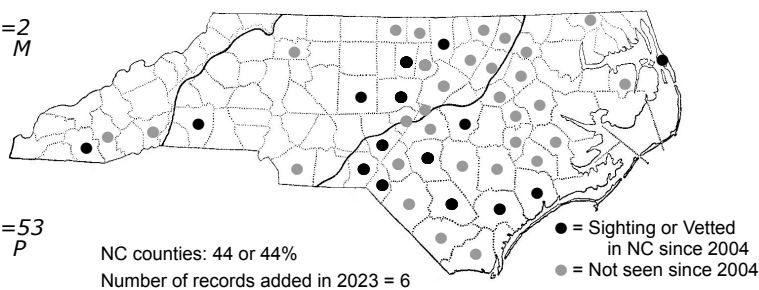 =2
M
=53
P
NC counties: 44 or 44%
Number of records added in 2023 = 6
= Sighting or Vetted
in NC since 2004
= Not seen since 2004